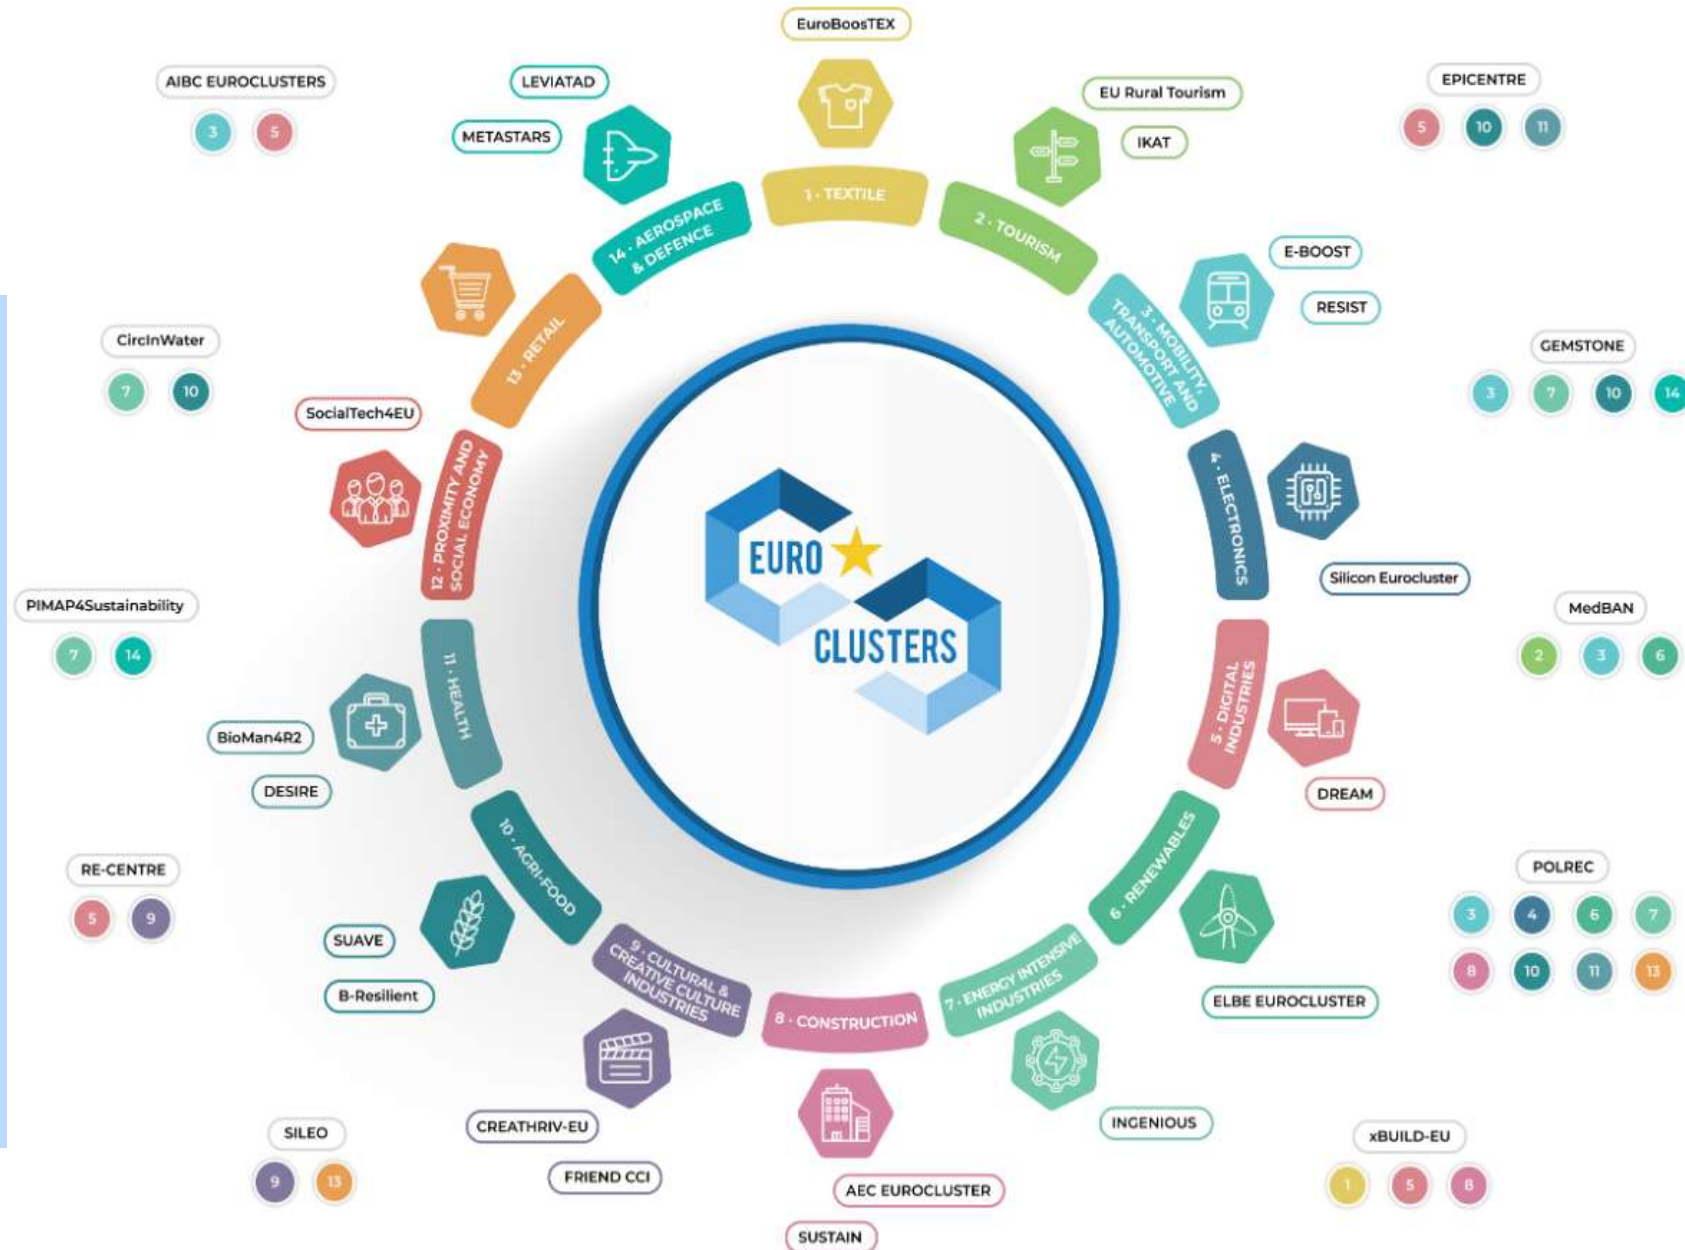 EuroBoosTEX
AIBC EUROCLUSTERS
3
5
LEVIATAD
METASTARS
EU Rural Tourism
IKAT
EPICENTRE
5
10
11
1 · TEXTILE
2 · TOURISM
14 · AEROSPACE
& DEFENCE
E-BOOST
RESIST
3 · MOBILITY,
TRANSPORT AND
AUTOMOTIVE
13 · RETAIL
CircInWater
7
10
GEMSTONE
3
7
10
14
SocialTech4EU
12 · PROXIMITY AND
SOCIAL ECONOMY
4 · ELECTRONICS
Silicon Eurocluster
EURO
CLUSTERS
PIMAP4Sustainability
7
14
MedBAN
2
3
6
11 · HEALTH
BioMan4R2
DESIRE
5 · DIGITAL
INDUSTRIES
DREAM
10 · AGRI-FOOD
SUAVE
B-Resilient
6 · RENEWABLES
ELBE EUROCLUSTER
RE-CENTRE
5
9
POLREC
3
4
6
7
8
10
11
13
9 · CULTURAL &
CREATIVE CULTURE
INDUSTRIES
8 · CONSTRUCTION
7 · ENERGY INTENSIVE
INDUSTRIES
CREATHRIV-EU
FRIEND CCI
INGENIOUS
SILEO
9
13
AEC EUROCLUSTER
SUSTAIN
xBUILD-EU
1
5
8